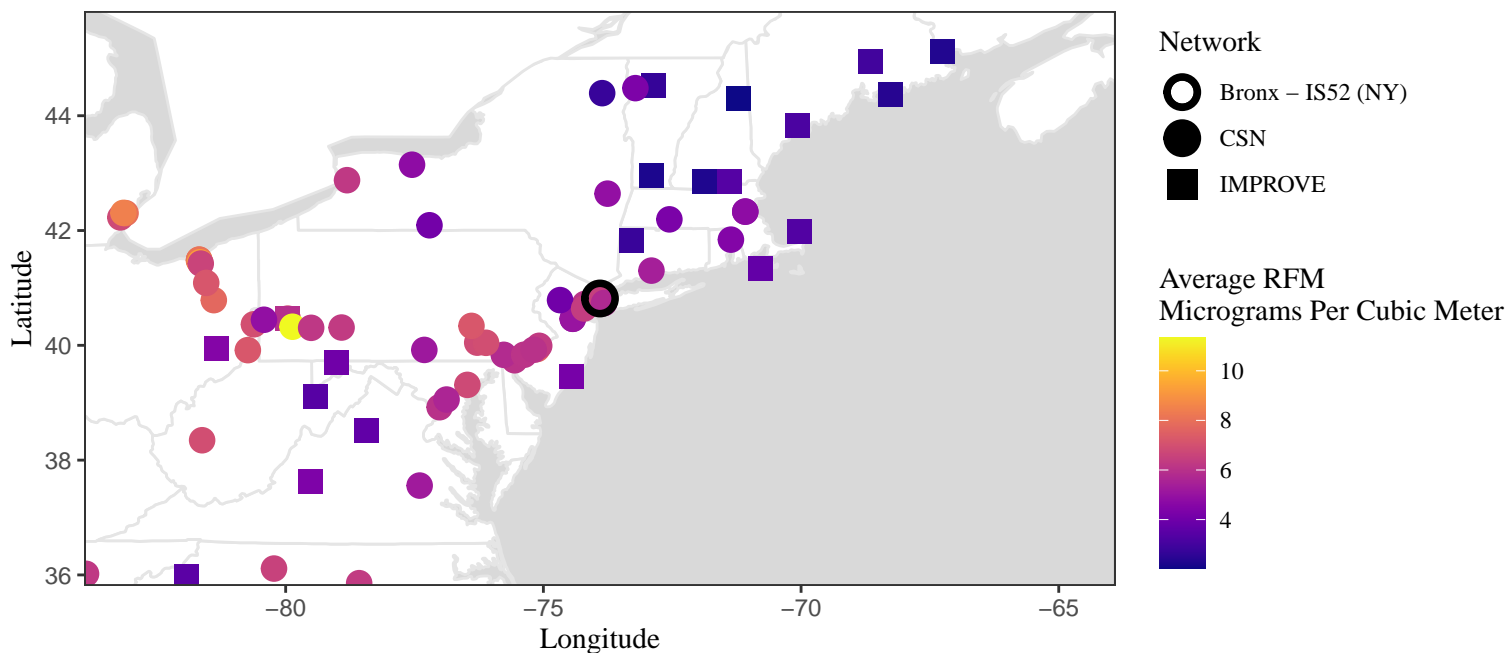 Network
Bronx – IS52 (NY)
CSN
IMPROVE
Average RFM
Micrograms Per Cubic Meter
10
8
6
4
Latitude
44
42
40
38
36
−80
−75
−70
−65
Longitude